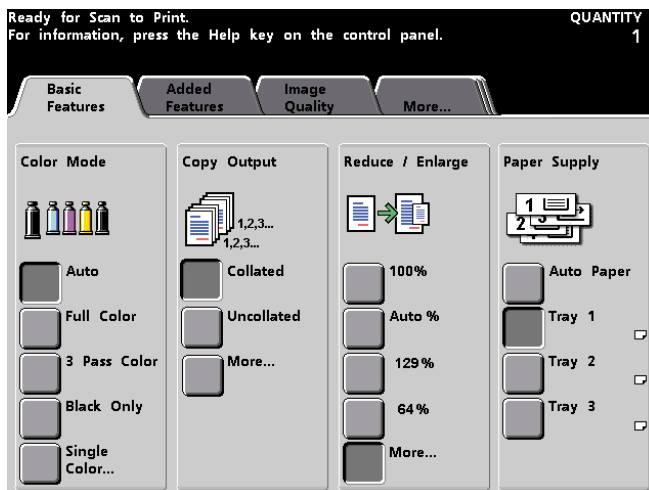 Ready for Scan to Print.
For information, press the Help key on the control panel.
QUANTITY
1
Basic
Features
Added
Features
Image
Quality
More...
Color Mode
Auto
Full Color
3 Pass Color
Black Only
Single
Color...
Copy Output
1,2,3...
1,2,3...
Collated
Uncollated
More...
Reduce / Enlarge
100%
Auto %
129%
64%
More...
Paper Supply
1
2
3
Auto Paper
Tray 1
Tray 2
Tray 3